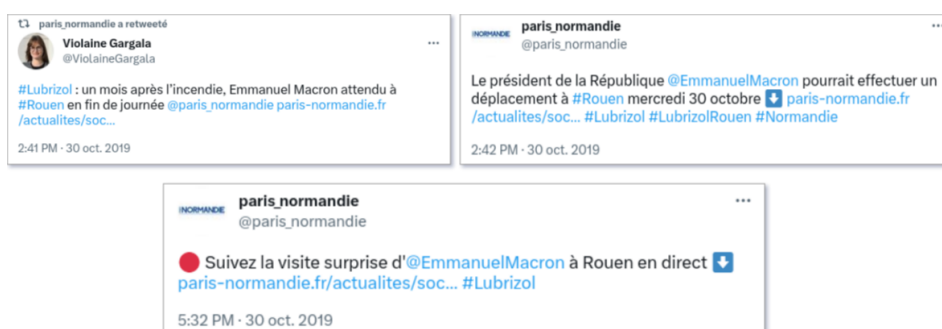 paris_normandie a retweeté
Violaine Gargala
@ViolaineGargala
#Lubrizol : un mois après l'incendie, Emmanuel Macron attendu à
#Rouen en fin de journée @paris_normandie paris-normandie.fr
/actualites/soc...
2:41 PM · 30 oct. 2019
NORMANDIE
paris_normandie
@paris_normandie
Le président de la République @EmmanuelMacron pourrait effectuer un
déplacement à #Rouen mercredi 30 octobre ⬇️ paris-normandie.fr
/actualites/soc... #Lubrizol #LubrizolRouen #Normandie
2:42 PM · 30 oct. 2019
NORMANDIE
paris_normandie
@paris_normandie
🔴 Suivez la visite surprise d'@EmmanuelMacron à Rouen en direct ⬇️
paris-normandie.fr/actualites/soc... #Lubrizol
5:32 PM · 30 oct. 2019